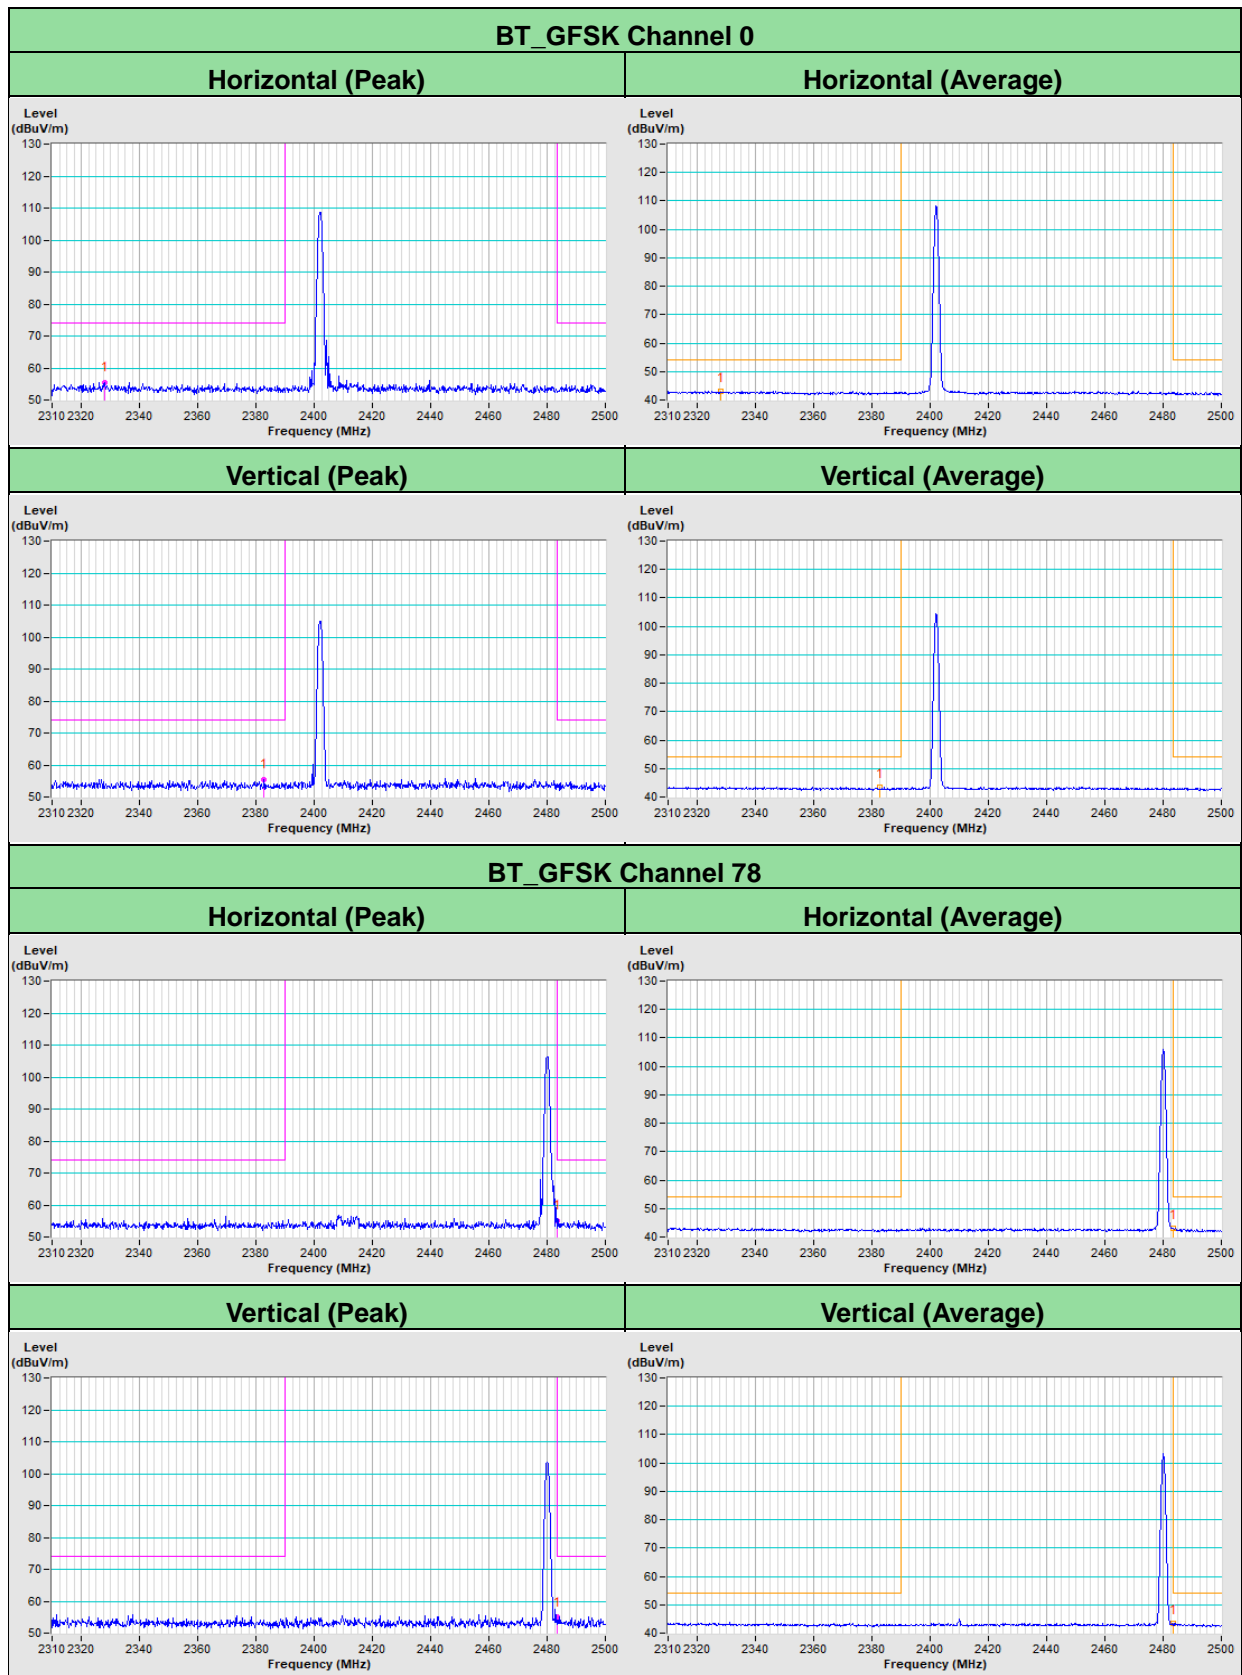 BT_GFSK Channel 0
Horizontal (Peak) Horizontal (Average)
Level Level
(dBuV/m) (dBuV/m)
130 130
120 120
110 110
100 100
90 90
80 80
70 70
60 1 60
50 50 1
40
2310 2320 2340 2360 2380 2400 2420 2440 2460 2480 2500 2310 2320 2340 2360 2380 2400 2420 2440 2460 2480 2500
Frequency (MHz) Frequency (MHz)
Vertical (Peak) Vertical (Average)
Level Level
(dBuV/m) (dBuV/m)
130 130
120 120
110 110
100 100
90 90
80 80
70 70
60 1 60
50 50 1
40
2310 2320 2340 2360 2380 2400 2420 2440 2460 2480 2500 2310 2320 2340 2360 2380 2400 2420 2440 2460 2480 2500
Frequency (MHz) Frequency (MHz)
BT_GFSK Channel 78
Horizontal (Peak) Horizontal (Average)
Level Level
(dBuV/m) (dBuV/m)
130 130
120 120
110 110
100 100
90 90
80 80
70 70
60 1 60
50 50 1
40
2310 2320 2340 2360 2380 2400 2420 2440 2460 2480 2500 2310 2320 2340 2360 2380 2400 2420 2440 2460 2480 2500
Frequency (MHz) Frequency (MHz)
Vertical (Peak) Vertical (Average)
Level Level
(dBuV/m) (dBuV/m)
130 130
120 120
110 110
100 100
90 90
80 80
70 70
60 1 60
50 50 1
40
2310 2320 2340 2360 2380 2400 2420 2440 2460 2480 2500 2310 2320 2340 2360 2380 2400 2420 2440 2460 2480 2500
Frequency (MHz) Frequency (MHz)